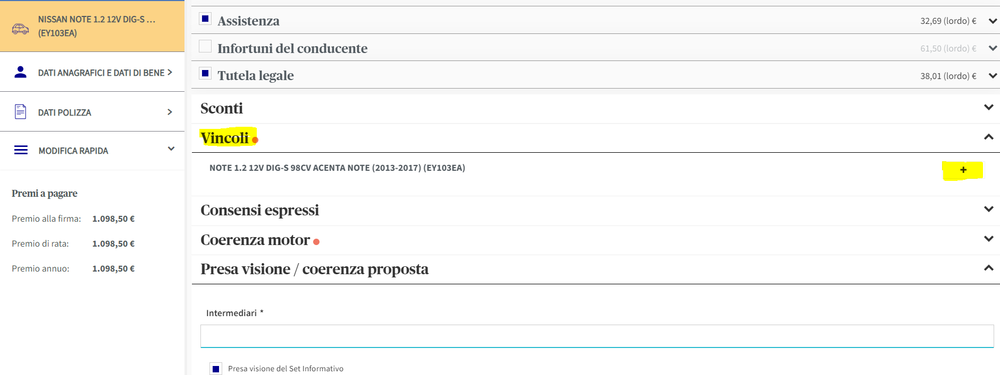 NISSAN NOTE 1.2 12V DIG-S ...
(EY103EA)
DATI ANAGRAFICI E DATI DI BENE
DATI POLIZZA
MODIFICA RAPIDA
Premi a pagare
Premio alla firma: 1.098,50 €
Premio di rata: 1.098,50 €
Premio annuo: 1.098,50 €
Assistenza 32,69 (lordo) €
Infortuni del conducente 61,50 (lordo) €
Tutela legale 38,01 (lordo) €
Sconti
Vincoli
NOTE 1.2 12V DIG-S 98CV ACENTA NOTE (2013-2017) (EY103EA) +
Consensi espressi
Coerenza motor
Presa visione / coerenza proposta
Intermediari *
Presa visione del Set Informativo